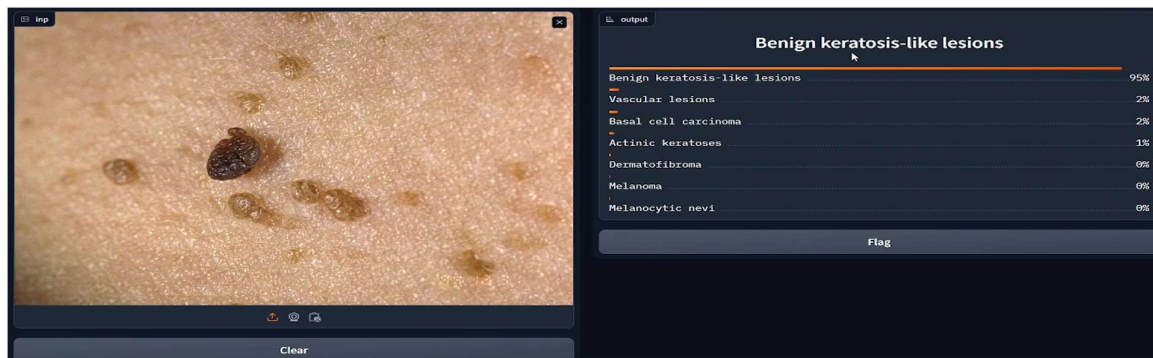 inp
output
Benign keratosis-like lesions
Benign keratosis-like lesions 95%
Vascular lesions 2%
Basal cell carcinoma 2%
Actinic keratoses 1%
Dermatofibroma 0%
Melanoma 0%
Melanocytic nevi 0%
Flag
Clear